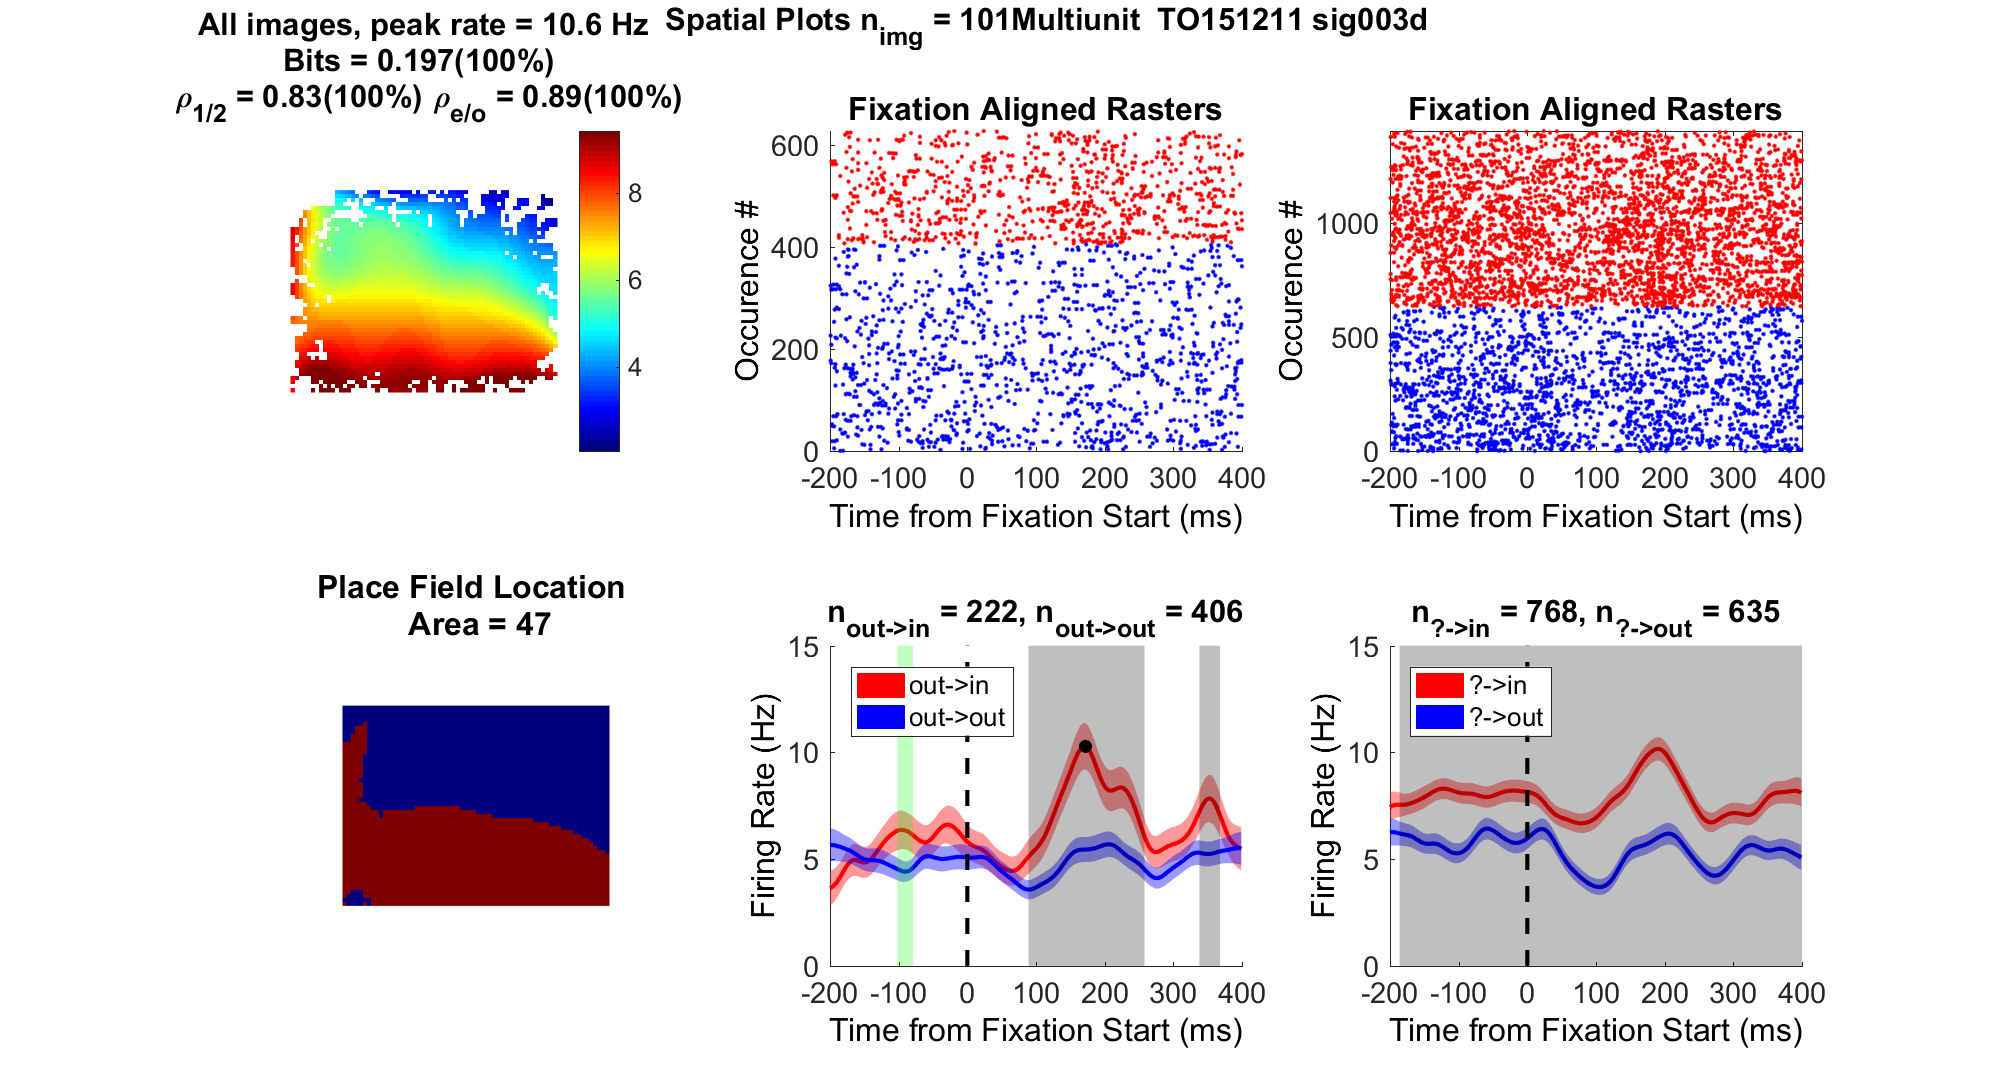 All images, peak rate = 10.6 Hz
Bits = 0.197(100%)
ρ1/2 = 0.83(100%) ρe/o = 0.89(100%)
Spatial Plots nimg = 101Multiunit TO151211 sig003d
8
6
4
Fixation Aligned Rasters
Occurence #
600
400
200
0
-200 -100 0 100 200 300 400
Time from Fixation Start (ms)
Fixation Aligned Rasters
Occurence #
1000
500
0
-200 -100 0 100 200 300 400
Time from Fixation Start (ms)
Place Field Location
Area = 47
nout->in = 222, nout->out = 406
Firing Rate (Hz)
15
10
5
0
out->in
out->out
-200 -100 0 100 200 300 400
Time from Fixation Start (ms)
n?->in = 768, n?->out = 635
Firing Rate (Hz)
15
10
5
0
?->in
?->out
-200 -100 0 100 200 300 400
Time from Fixation Start (ms)